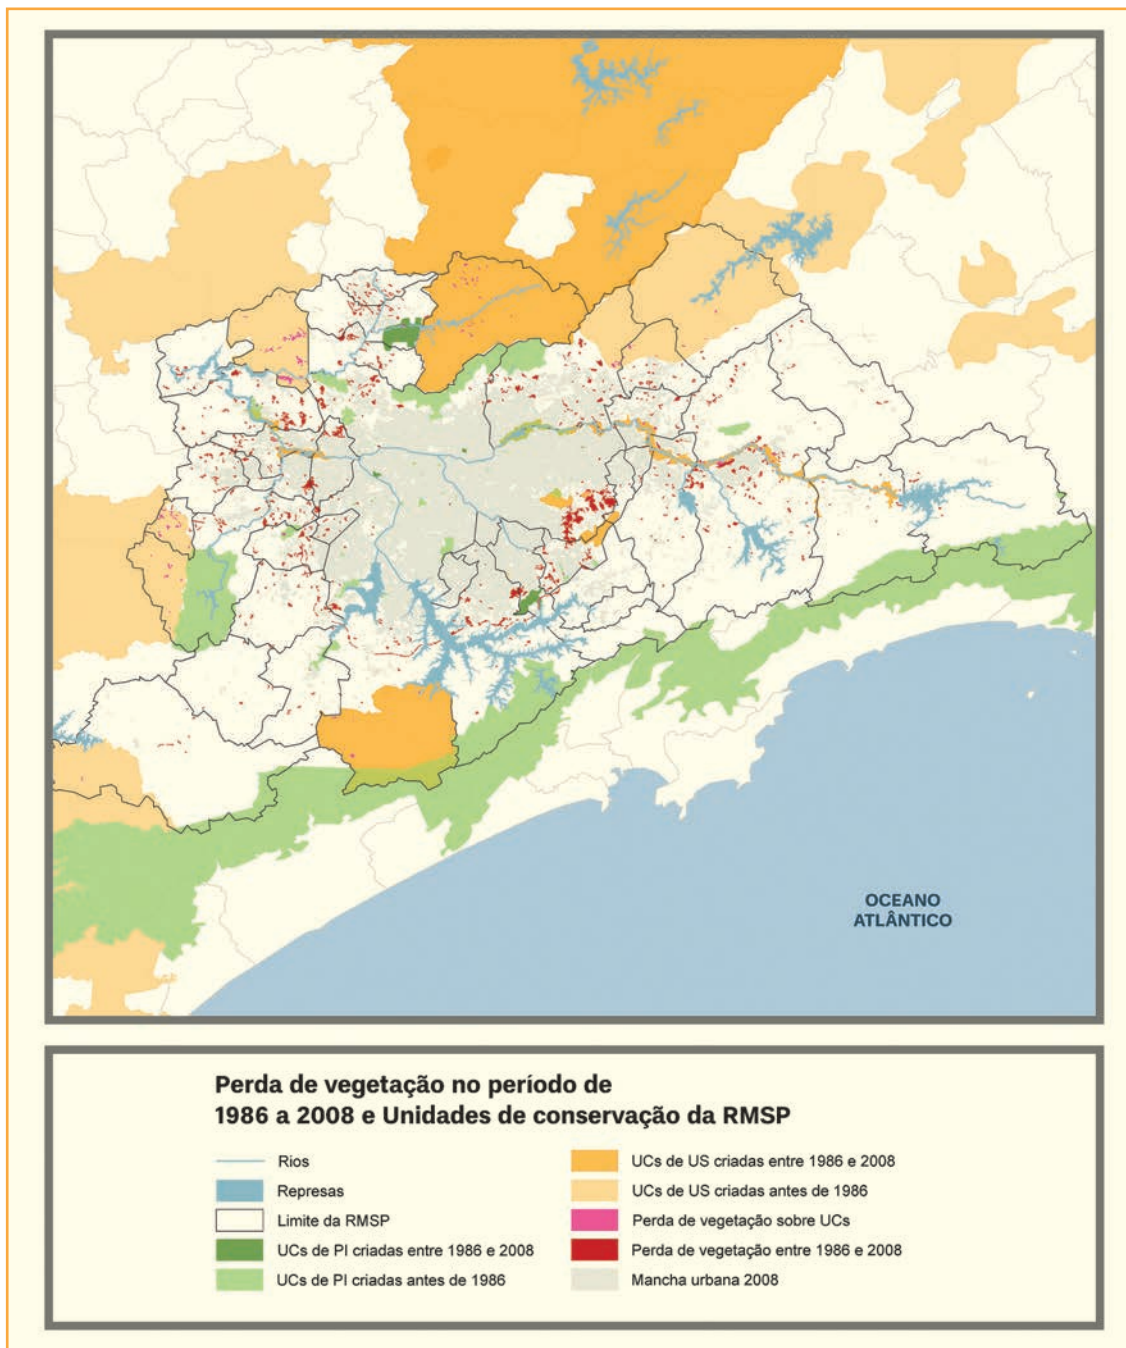 OCEANO
ATLÂNTICO
Perda de vegetação no período de
1986 a 2008 e Unidades de conservação da RMSP
Rios
Represas
Limite da RMSP
UCs de PI criadas entre 1986 e 2008
UCs de PI criadas antes de 1986
UCs de US criadas entre 1986 e 2008
UCs de US criadas antes de 1986
Perda de vegetação sobre UCs
Perda de vegetação entre 1986 e 2008
Mancha urbana 2008